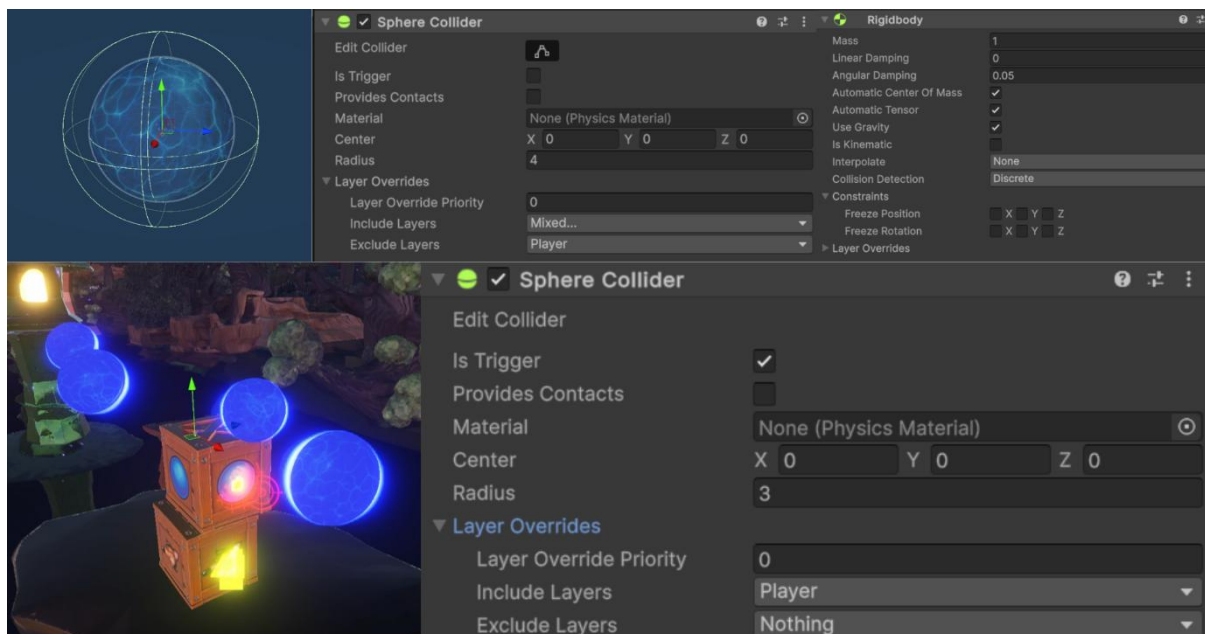 Sphere Collider
Edit Collider
Is Trigger
Provides Contacts
Material None (Physics Material)
Center X 0 Y 0 Z 0
Radius 4
Layer Overrides
Layer Override Priority 0
Include Layers Mixed...
Exclude Layers Player
Rigidbody
Mass 1
Linear Damping 0
Angular Damping 0.05
Automatic Center Of Mass
Automatic Tensor
Use Gravity
Is Kinematic
Interpolate None
Collision Detection Discrete
Constraints
Freeze Position X Y Z
Freeze Rotation X Y Z
Layer Overrides
Sphere Collider
Edit Collider
Is Trigger
Provides Contacts
Material None (Physics Material)
Center X 0 Y 0 Z 0
Radius 3
Layer Overrides
Layer Override Priority 0
Include Layers Player
Exclude Layers Nothing